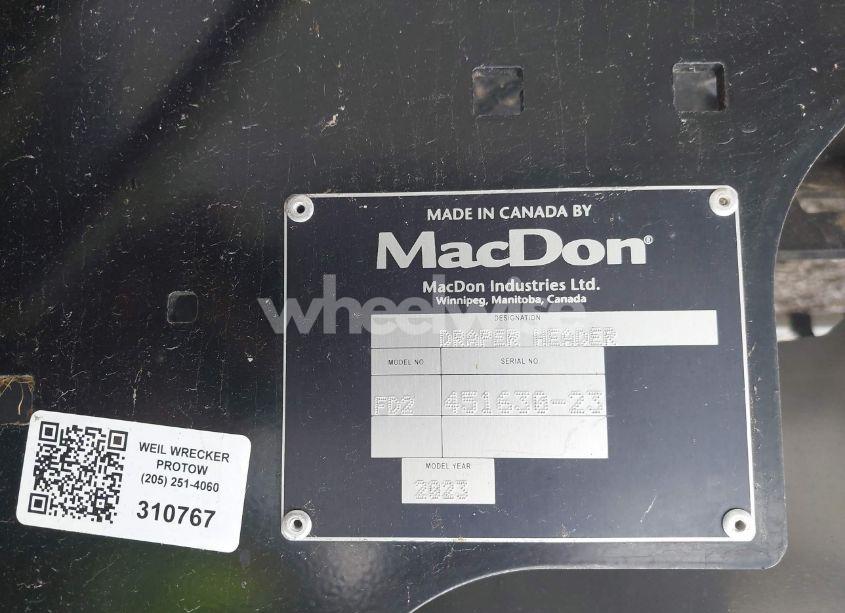 MADE IN CANADA BY
MacDon®
MacDon Industries Ltd.
Winnipeg, Manitoba, Canada
wheelwise
DESIGNATION
DRAPER HEADER
MODEL NO.
SERIAL NO.
FD2
451630-23
MODEL YEAR
2023
WEIL WRECKER
PROTOW
(205) 251-4060
310767